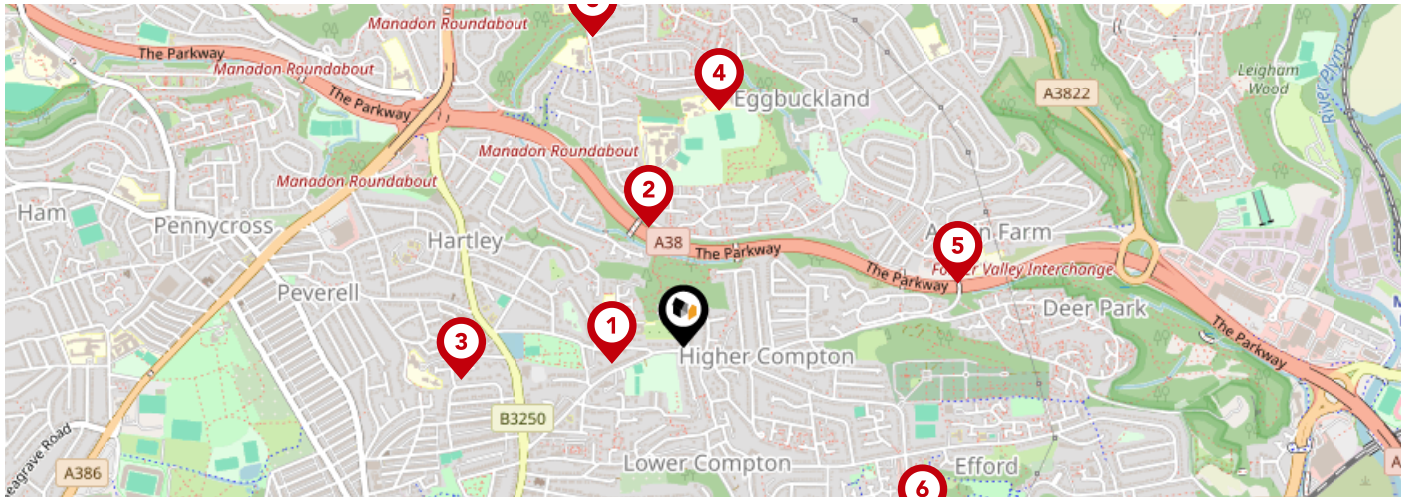 Manadon Roundabout
The Parkway
Manadon Roundabout
4
Eggbuckland
A3822
Leigham
Wood
River Plym
The Parkway
Manadon Roundabout
Manadon Roundabout
2
Ham
Pennycross
Hartley
A38
The Parkway
5
The Parkway
Peverell
Deer Park
1
3
Higher Compton
The Parkway
B3250
Lower Compton
Efford
A386
6